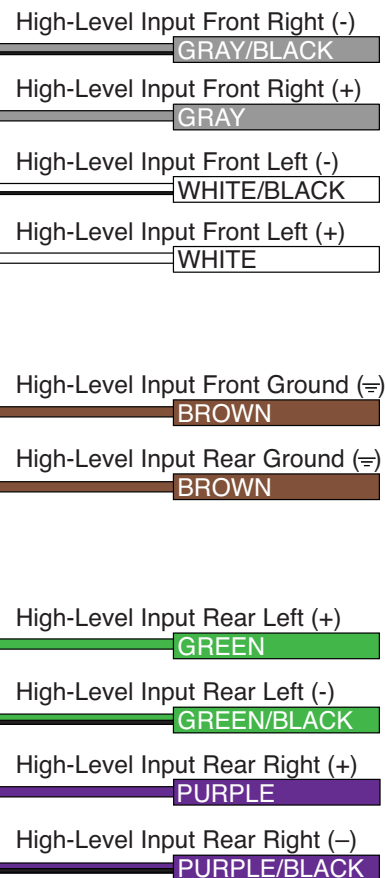 High-Level Input Front Right (-)
GRAY/BLACK
High-Level Input Front Right (+)
GRAY
High-Level Input Front Left (-)
WHITE/BLACK
High-Level Input Front Left (+)
WHITE
High-Level Input Front Ground (⏚)
BROWN
High-Level Input Rear Ground (⏚)
BROWN
High-Level Input Rear Left (+)
GREEN
High-Level Input Rear Left (-)
GREEN/BLACK
High-Level Input Rear Right (+)
PURPLE
High-Level Input Rear Right (–)
PURPLE/BLACK